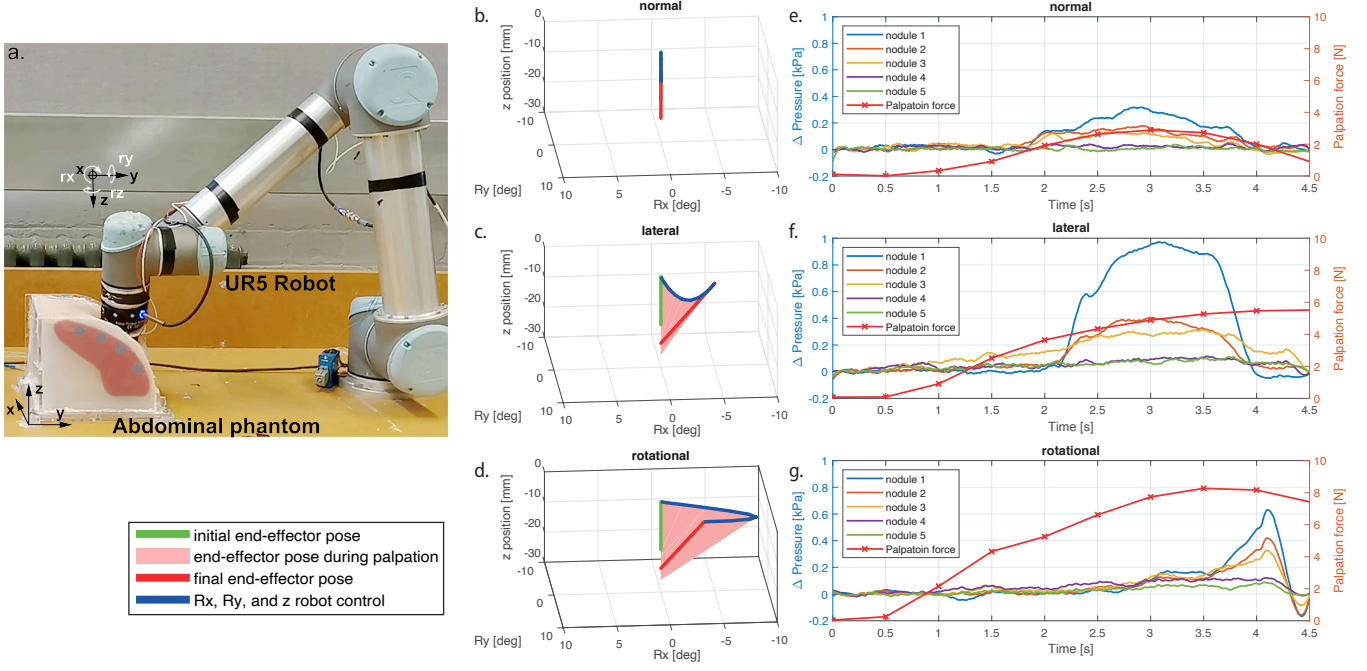 a.
rx
x
ry
y
rz
z
UR5 Robot
z
x
y
Abdominal phantom
initial end-effector pose
end-effector pose during palpation
final end-effector pose
Rx, Ry, and z robot control
b.
normal
z position [mm]
0
-10
-20
-30
-10
0
10
Ry [deg]
10
5
0
-5
-10
Rx [deg]
c.
lateral
z position [mm]
0
-10
-20
-30
-10
0
10
Ry [deg]
10
5
0
-5
-10
Rx [deg]
d.
rotational
z position [mm]
0
-10
-20
-30
-10
0
10
Ry [deg]
10
5
0
-5
-10
Rx [deg]
e.
normal
Δ Pressure [kPa]
1
0.8
0.6
0.4
0.2
0
-0.2
nodule 1
nodule 2
nodule 3
nodule 4
nodule 5
Palpatoin force
0 0.5 1 1.5 2 2.5 3 3.5 4 4.5
Time [s]
10
8
6
4
2
0
Palpation force [N]
f.
lateral
Δ Pressure [kPa]
1
0.8
0.6
0.4
0.2
0
-0.2
nodule 1
nodule 2
nodule 3
nodule 4
nodule 5
Palpatoin force
0 0.5 1 1.5 2 2.5 3 3.5 4 4.5
Time [s]
10
8
6
4
2
0
Palpation force [N]
g.
rotational
Δ Pressure [kPa]
1
0.8
0.6
0.4
0.2
0
-0.2
nodule 1
nodule 2
nodule 3
nodule 4
nodule 5
Palpatoin force
0 0.5 1 1.5 2 2.5 3 3.5 4 4.5
Time [s]
10
8
6
4
2
0
Palpation force [N]